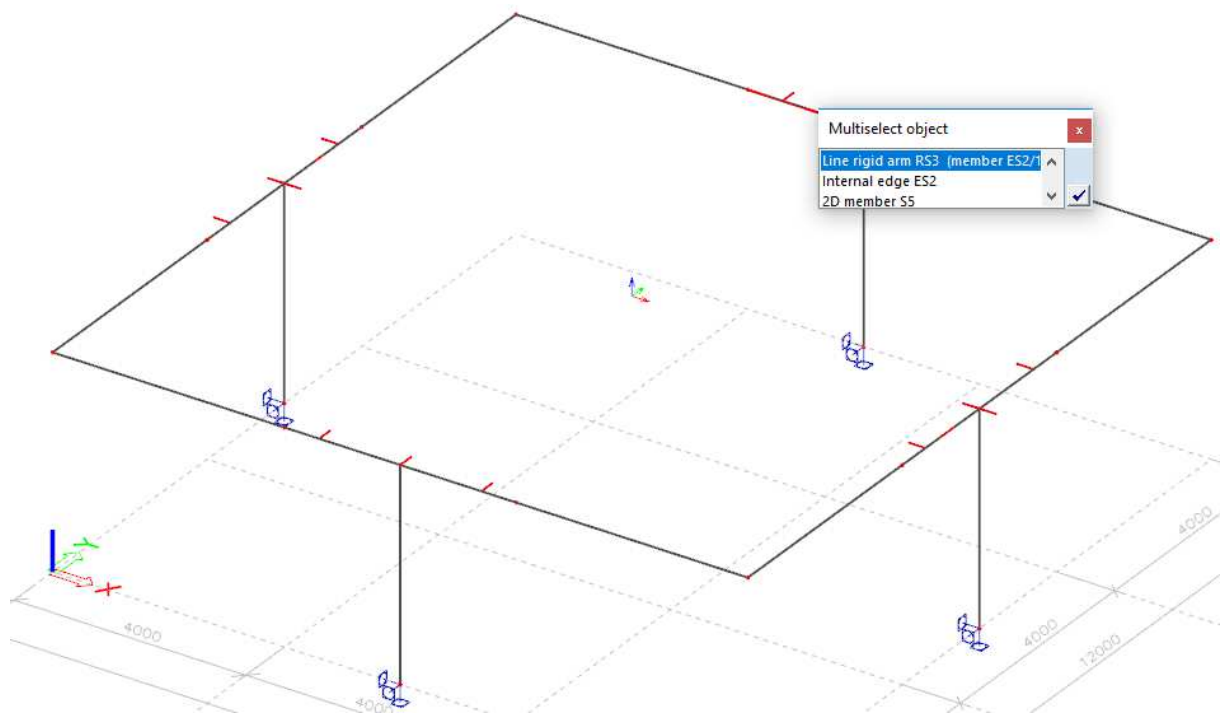 Multiselect object
x
Line rigid arm RS3 (member ES2/1
Internal edge ES2
2D member S5
Y
X
4000
4000
4000
4000
12000